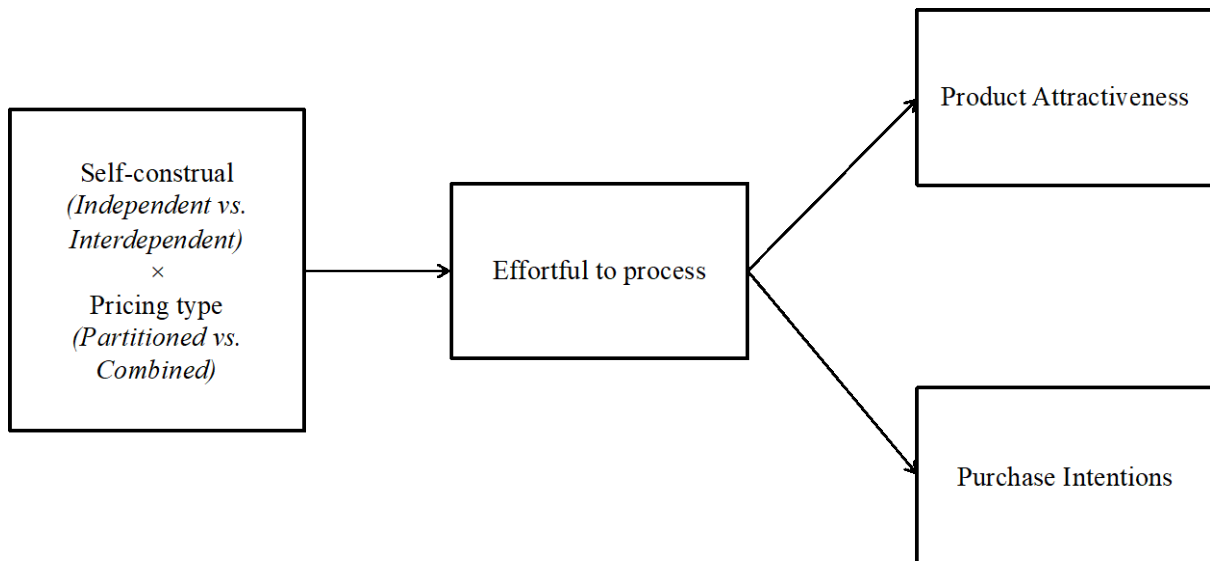 Self-construal
(Independent vs.
Interdependent)
×
Pricing type
(Partitioned vs.
Combined)
Effortful to process
Product Attractiveness
Purchase Intentions